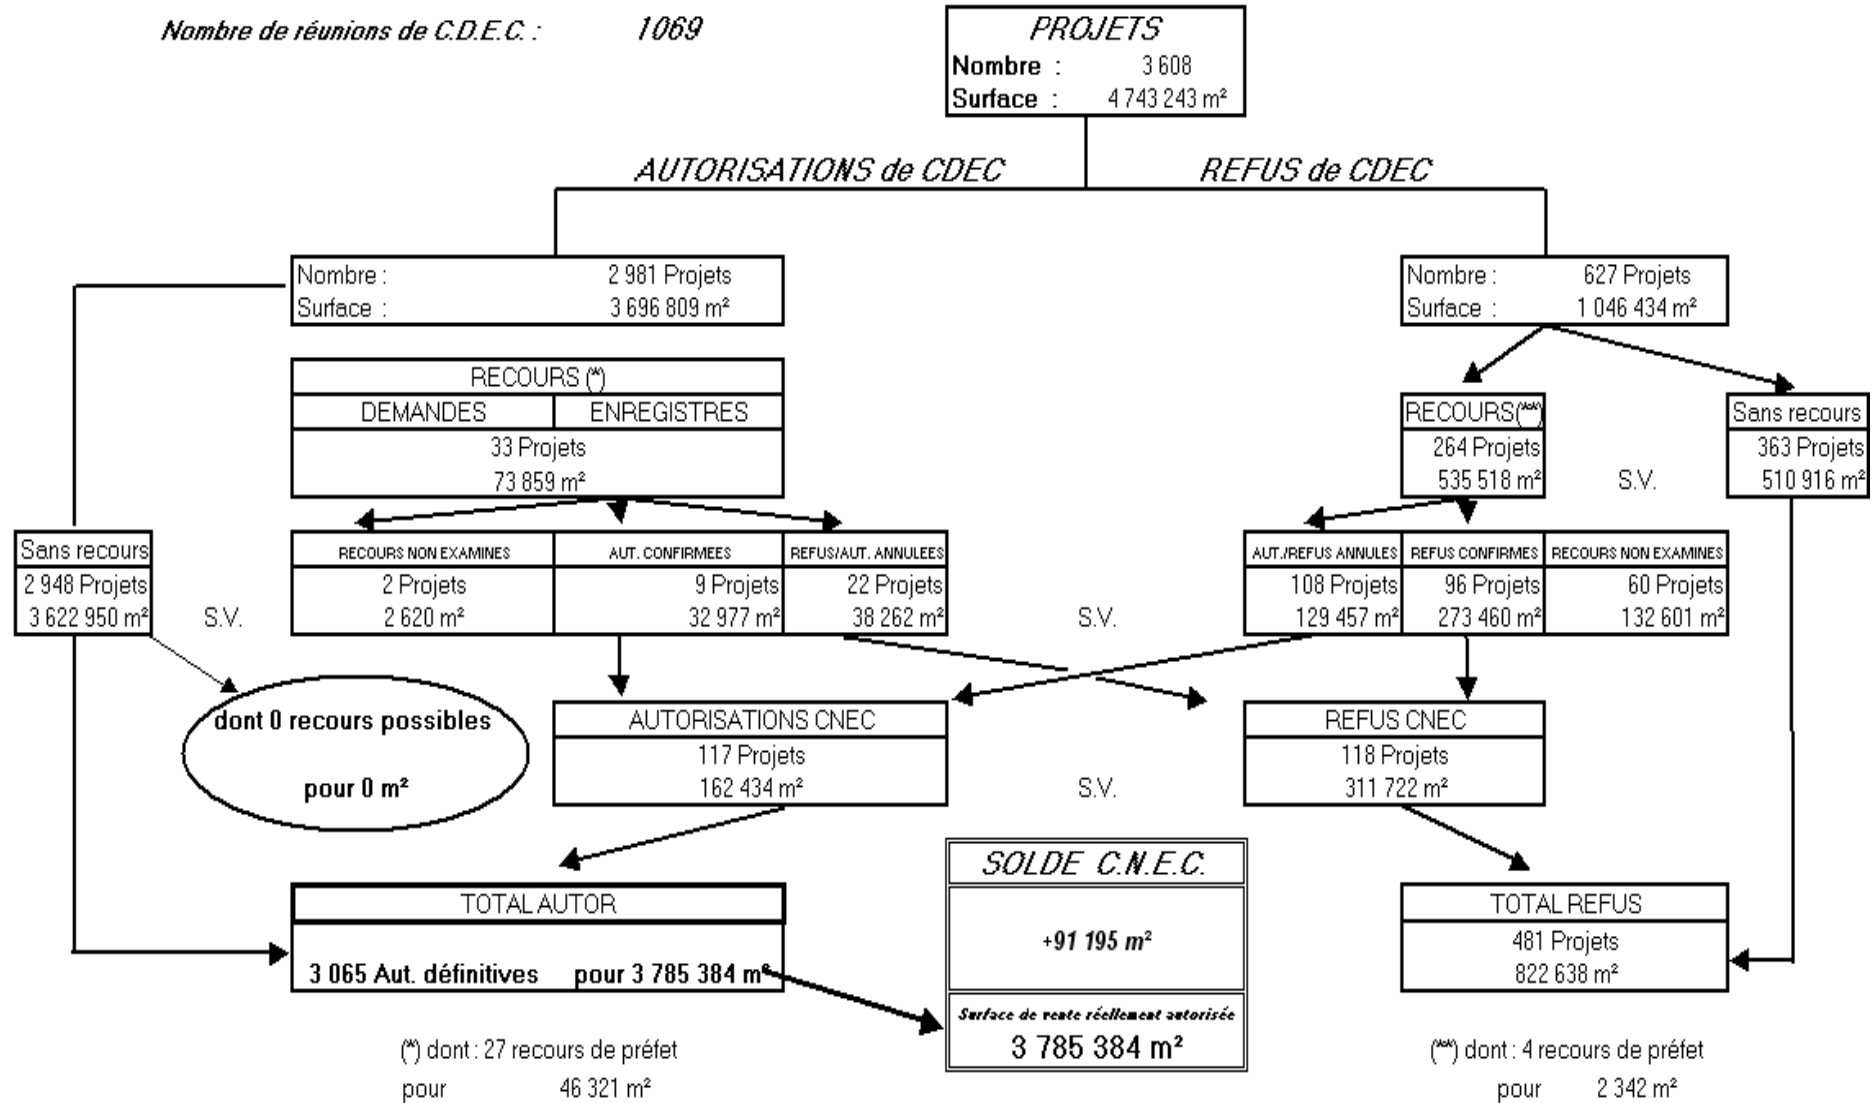 Nombre de réunions de C.D.E.C. : 1069
PROJETS
Nombre : 3 608
Surface : 4 743 243 m²
AUTORISATIONS de CDEC
REFUS de CDEC
Nombre : 2 981 Projets
Surface : 3 696 809 m²
Nombre : 627 Projets
Surface : 1 046 434 m²
RECOURS (*)
DEMANDES ENREGISTRES
33 Projets
73 859 m²
RECOURS(**)
264 Projets
535 518 m²
S.V.
Sans recours
363 Projets
510 916 m²
Sans recours
2 948 Projets
3 622 950 m²
S.V.
RECOURS NON EXAMINES
2 Projets
2 620 m²
AUT. CONFIRMEES
9 Projets
32 977 m²
REFUS/AUT. ANNULEES
22 Projets
38 262 m²
S.V.
AUT./REFUS ANNULES
108 Projets
129 457 m²
REFUS CONFIRMES
96 Projets
273 460 m²
RECOURS NON EXAMINES
60 Projets
132 601 m²
dont 0 recours possibles
pour 0 m²
AUTORISATIONS CNEC
117 Projets
162 434 m²
S.V.
REFUS CNEC
118 Projets
311 722 m²
TOTAL AUTOR
3 065 Aut. définitives pour 3 785 384 m²
SOLDE C.N.E.C.
+91 195 m²
Surface de vente réellement autorisée
3 785 384 m²
TOTAL REFUS
481 Projets
822 638 m²
(*) dont : 27 recours de préfet
pour 46 321 m²
(**) dont : 4 recours de préfet
pour 2 342 m²